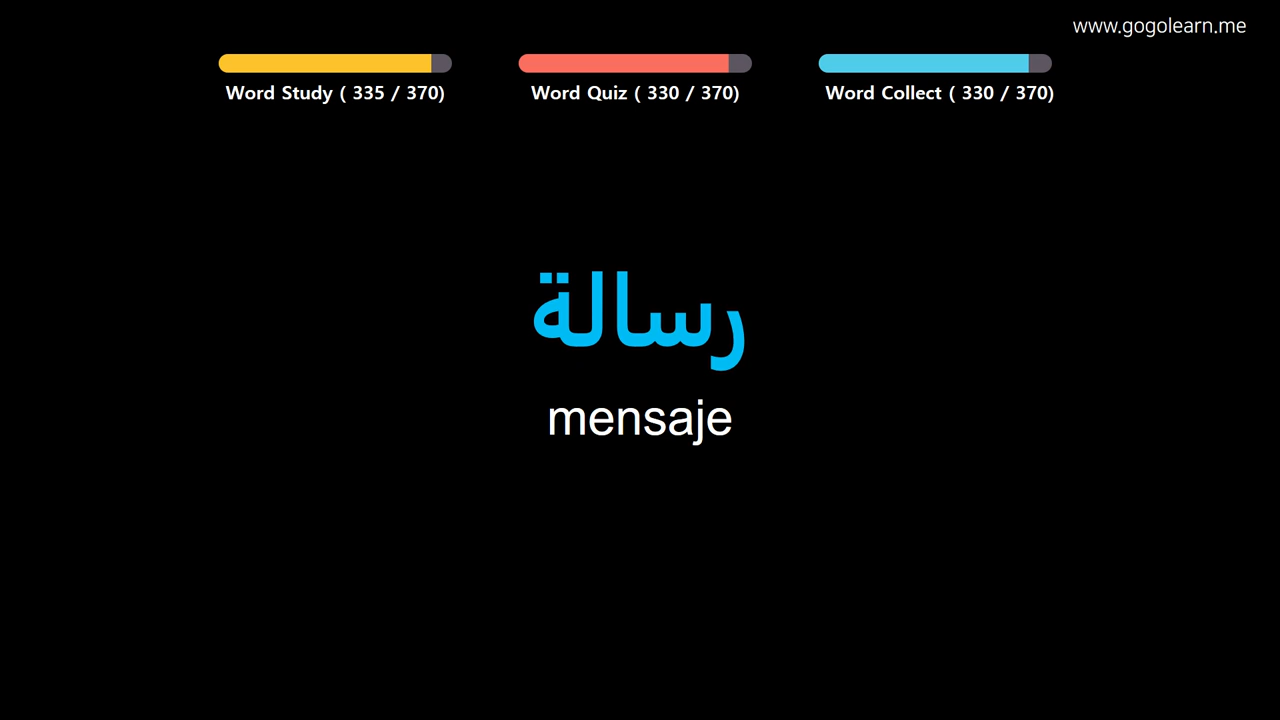 www.gogolearn.me
Word Study ( 335 / 370)
Word Quiz ( 330 / 370)
Word Collect ( 330 / 370)
رسالة
mensaje